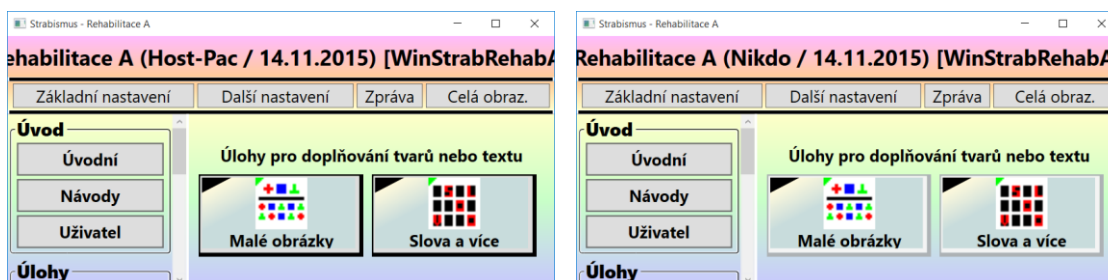 Strabismus - Rehabilitace A
ehabilitace A (Host-Pac / 14.11.2015) [WinStrabRehabA
Základní nastavení Další nastavení Zpráva Celá obraz.
Úvod
Úvodní
Návody
Uživatel
Úlohy
Úlohy pro doplňování tvarů nebo textu
Malé obrázky Slova a více
Strabismus - Rehabilitace A
Rehabilitace A (Nikdo / 14.11.2015) [WinStrabRehabA
Základní nastavení Další nastavení Zpráva Celá obraz.
Úvod
Úvodní
Návody
Uživatel
Úlohy
Úlohy pro doplňování tvarů nebo textu
Malé obrázky Slova a více